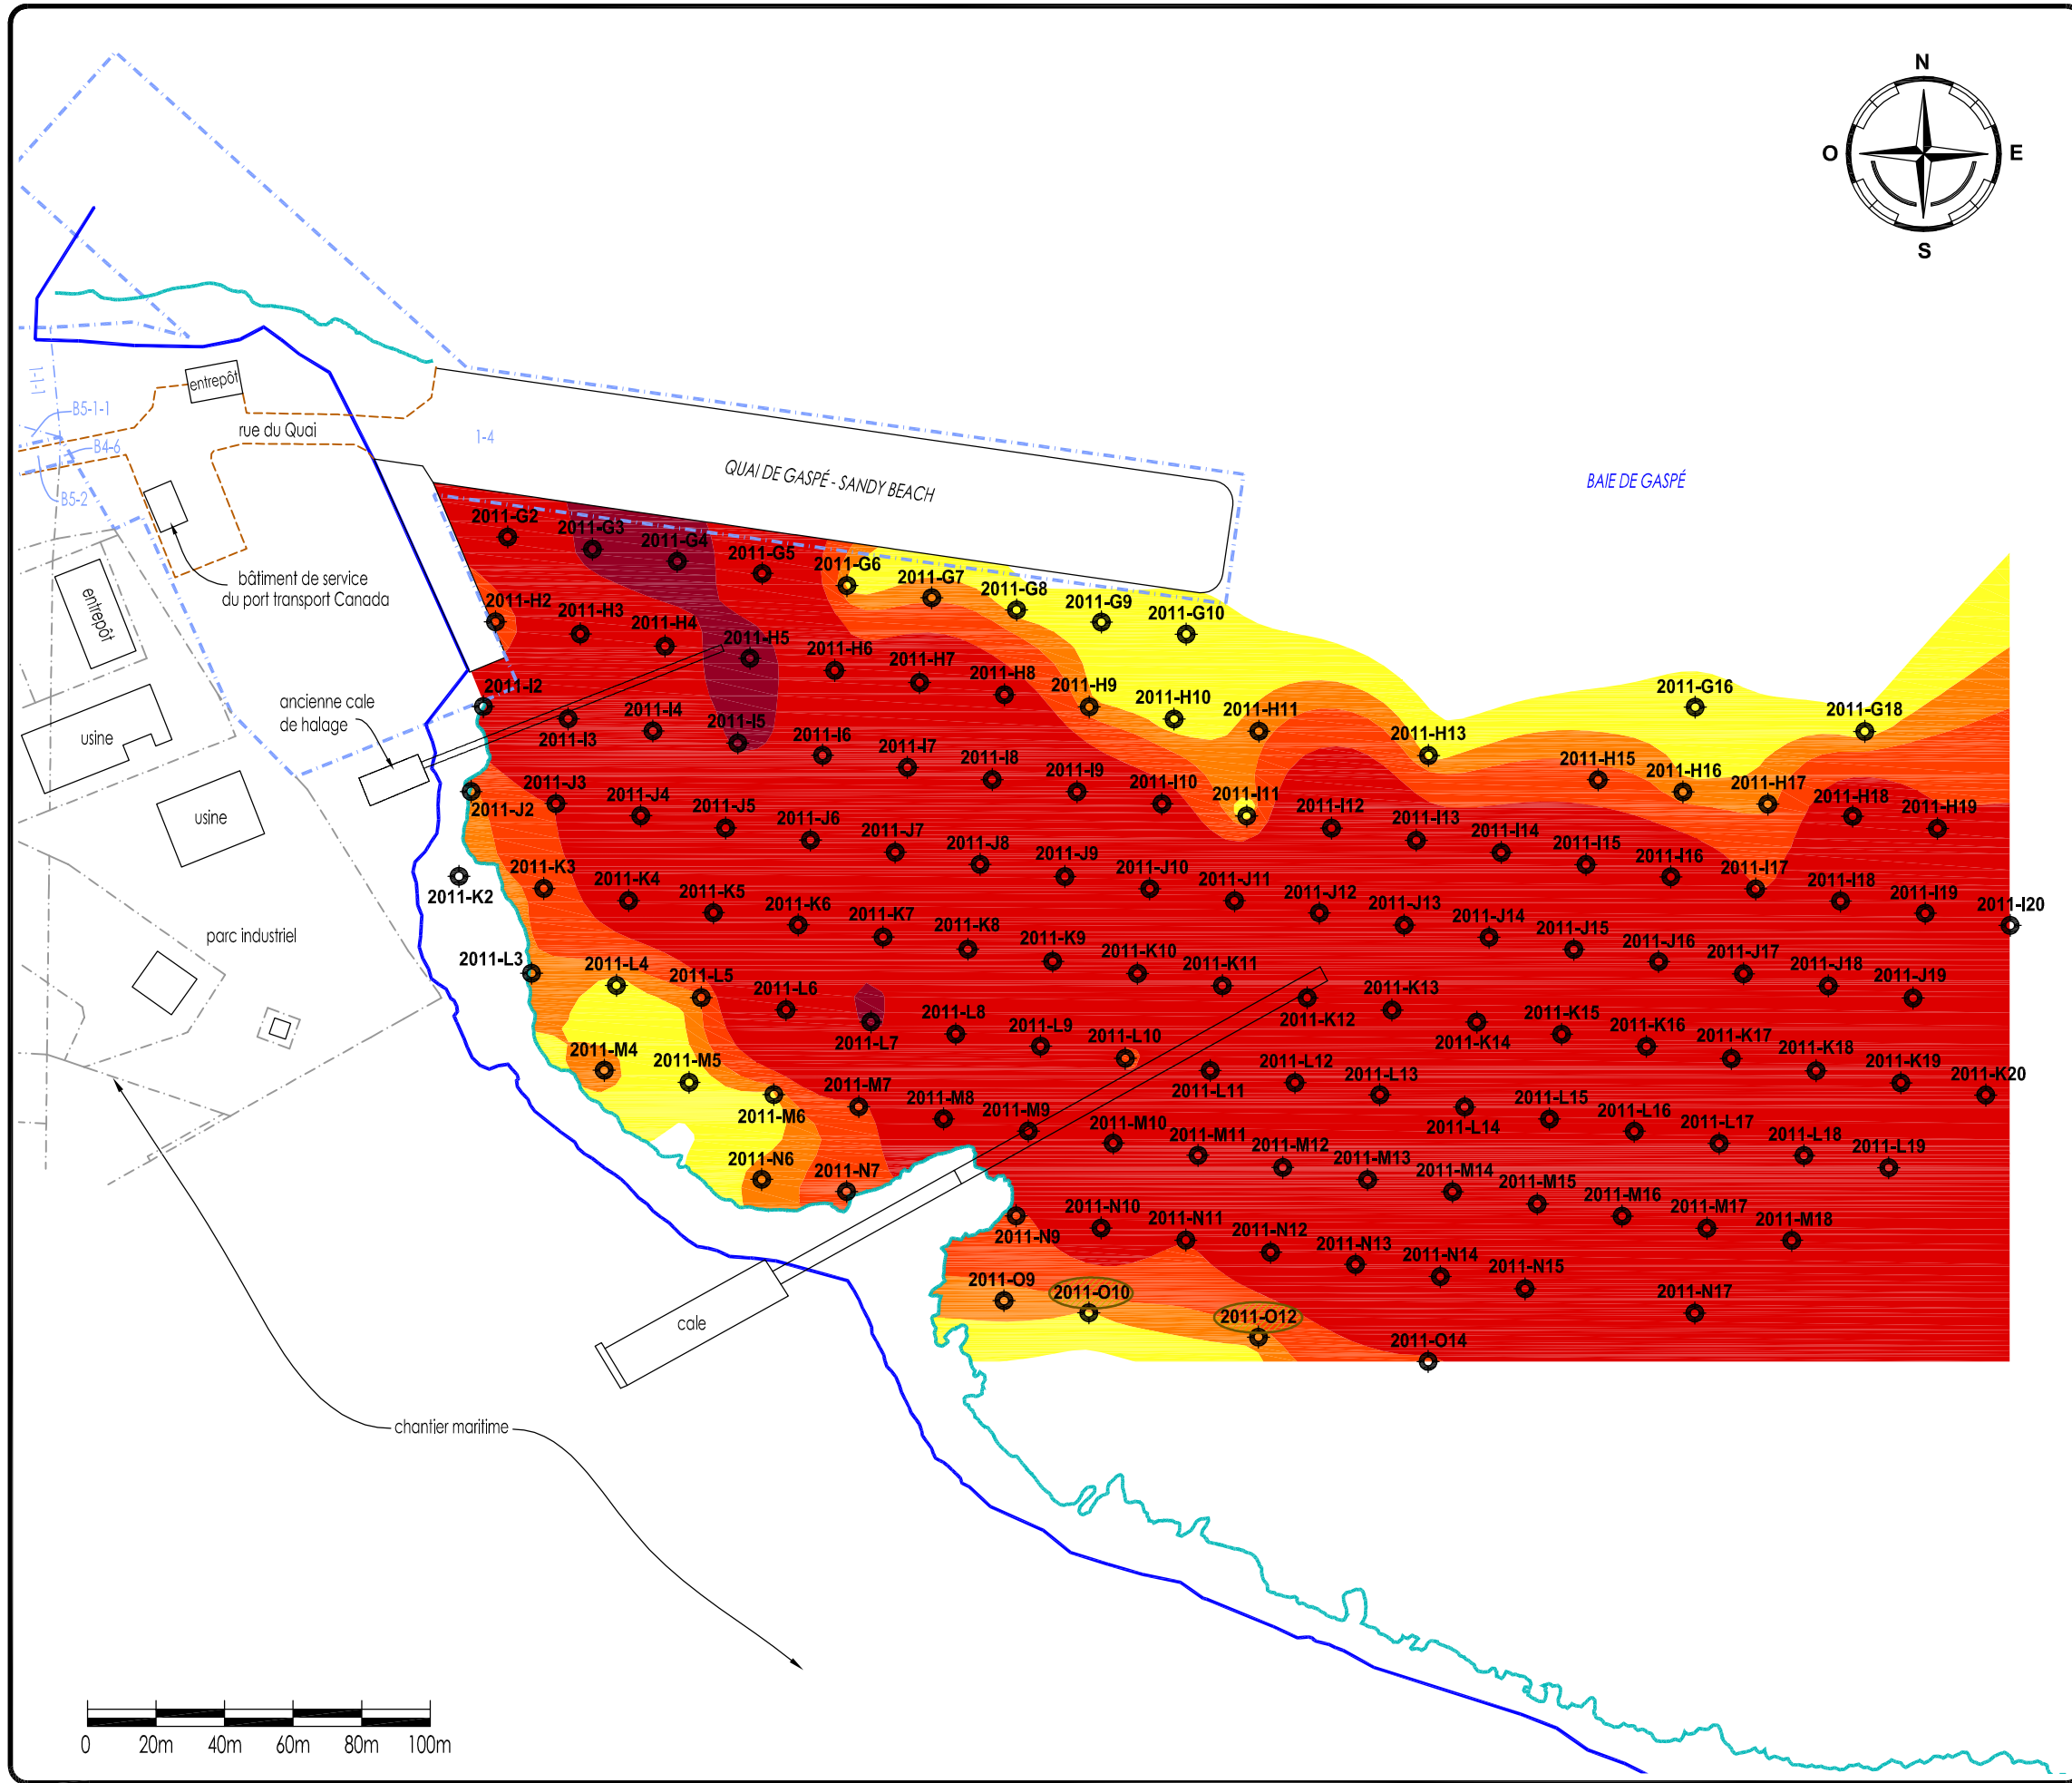 N
O
E
S
entrepôt
1-1-1
B5-1-1
rue du Quai
1-4
B4-6
B5-2
QUAI DE GASPÉ - SANDY BEACH
BAIE DE GASPÉ
bâtiment de service
du port transport Canada
entrepôt
ancienne cale
de halage
usine
usine
parc industriel
2011-G2
2011-G3
2011-G4
2011-G5
2011-G6
2011-G7
2011-G8
2011-G9
2011-G10
2011-G16
2011-G18
2011-H2
2011-H3
2011-H4
2011-H5
2011-H6
2011-H7
2011-H8
2011-H9
2011-H10
2011-H11
2011-H13
2011-H15
2011-H16
2011-H17
2011-H18
2011-H19
2011-I2
2011-I3
2011-I4
2011-I5
2011-I6
2011-I7
2011-I8
2011-I9
2011-I10
2011-I11
2011-I12
2011-I13
2011-I14
2011-I15
2011-I16
2011-I17
2011-I18
2011-I19
2011-I20
2011-J2
2011-J3
2011-J4
2011-J5
2011-J6
2011-J7
2011-J8
2011-J9
2011-J10
2011-J11
2011-J12
2011-J13
2011-J14
2011-J15
2011-J16
2011-J17
2011-J18
2011-J19
2011-K2
2011-K3
2011-K4
2011-K5
2011-K6
2011-K7
2011-K8
2011-K9
2011-K10
2011-K11
2011-K12
2011-K13
2011-K14
2011-K15
2011-K16
2011-K17
2011-K18
2011-K19
2011-K20
2011-L3
2011-L4
2011-L5
2011-L6
2011-L7
2011-L8
2011-L9
2011-L10
2011-L11
2011-L12
2011-L13
2011-L14
2011-L15
2011-L16
2011-L17
2011-L18
2011-L19
2011-M4
2011-M5
2011-M6
2011-M7
2011-M8
2011-M9
2011-M10
2011-M11
2011-M12
2011-M13
2011-M14
2011-M15
2011-M16
2011-M17
2011-M18
2011-N6
2011-N7
2011-N9
2011-N10
2011-N11
2011-N12
2011-N13
2011-N14
2011-N15
2011-N17
2011-O9
2011-O10
2011-O12
2011-O14
cale
chantier maritime
0 20m 40m 60m 80m 100m